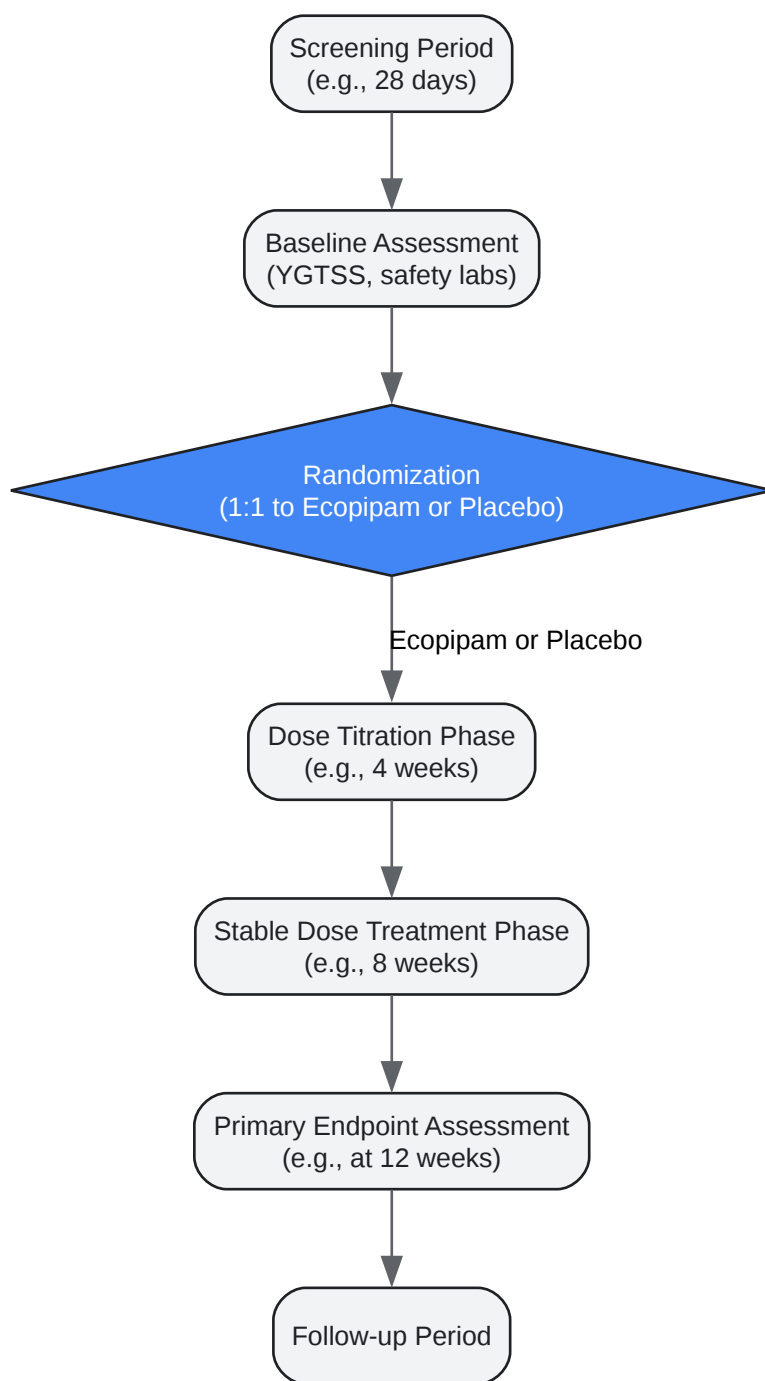 Screening Period
(e.g., 28 days)
Baseline Assessment
(YGTSS, safety labs)
Randomization
(1:1 to Ecopipam or Placebo)
Ecopipam or Placebo
Dose Titration Phase
(e.g., 4 weeks)
Stable Dose Treatment Phase
(e.g., 8 weeks)
Primary Endpoint Assessment
(e.g., at 12 weeks)
Follow-up Period